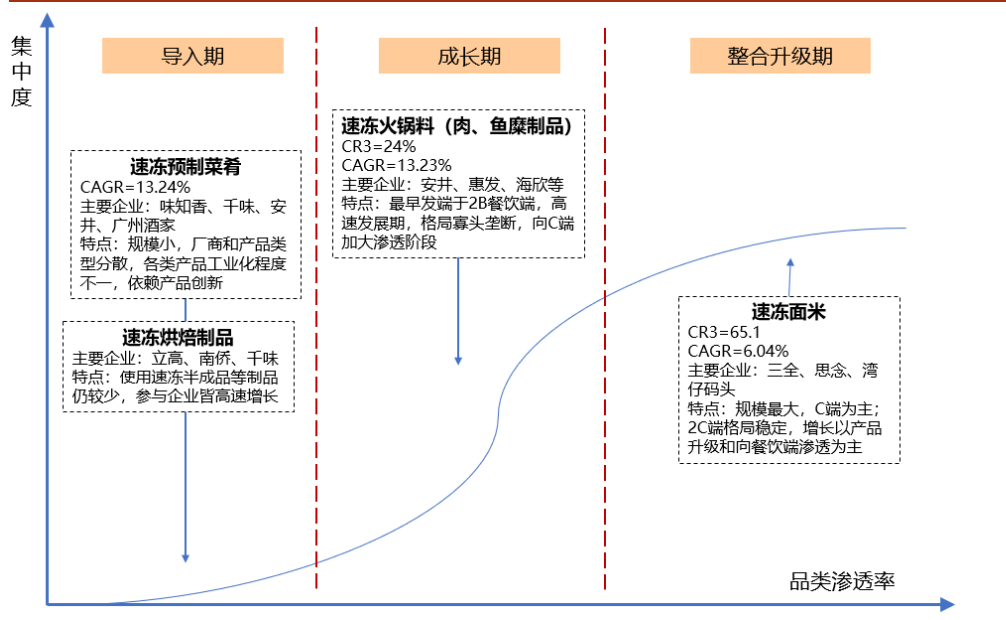 集
中
度
导入期
成长期
整合升级期
速冻预制菜肴
CAGR=13.24%
主要企业：味知香、千味、安
井、广州酒家
特点：规模小，厂商和产品类
型分散，各类产品工业化程度
不一，依赖产品创新
速冻烘焙制品
主要企业：立高、南侨、千味
特点：使用速冻半成品等制品
仍较少，参与企业皆高速增长
速冻火锅料（肉、鱼糜制品）
CR3=24%
CAGR=13.23%
主要企业：安井、惠发、海欣等
特点：最早发端于2B餐饮端，高
速发展期，格局寡头垄断，向C端
加大渗透阶段
速冻面米
CR3=65.1
CAGR=6.04%
主要企业：三全、思念、湾
仔码头
特点：规模最大，C端为主；
2C端格局稳定，增长以产品
升级和向餐饮端渗透为主
品类渗透率